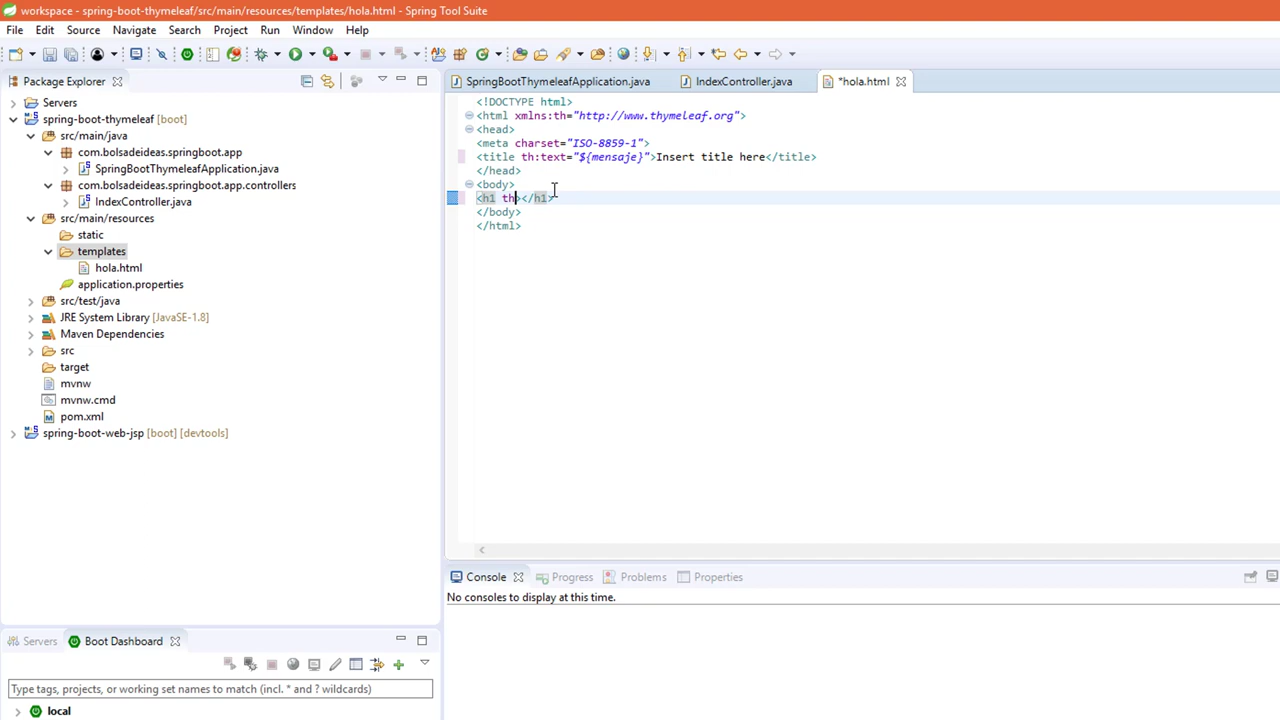 workspace - spring-boot-thymeleaf/src/main/resources/templates/hola.html - Spring Tool Suite
File Edit Source Navigate Search Project Run Window Help
Package Explorer
Servers
spring-boot-thymeleaf [boot]
src/main/java
com.bolsadeideas.springboot.app
SpringBootThymeleafApplication.java
com.bolsadeideas.springboot.app.controllers
IndexController.java
src/main/resources
static
templates
hola.html
application.properties
src/test/java
JRE System Library [JavaSE-1.8]
Maven Dependencies
src
target
mvnw
mvnw.cmd
pom.xml
spring-boot-web-jsp [boot] [devtools]
SpringBootThymeleafApplication.java IndexController.java *hola.html
<!DOCTYPE html>
<html xmlns:th="http://www.thymeleaf.org">
<head>
<meta charset="ISO-8859-1">
<title th:text="${mensaje}">Insert title here</title>
</head>
<body>
<h1 th></h1>
</body>
</html>
Console Progress Problems Properties
No consoles to display at this time.
Servers Boot Dashboard
Type tags, projects, or working set names to match (incl. * and ? wildcards)
local